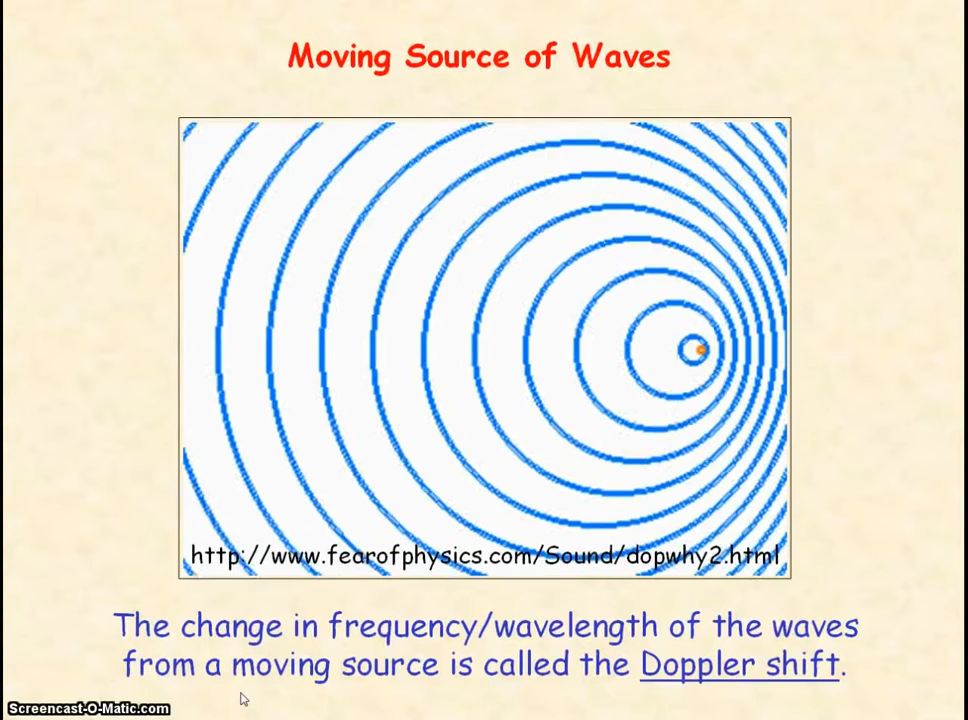 Moving Source of Waves
http://www.fearofphysics.com/Sound/dopwhy2.html
The change in frequency/wavelength of the waves
from a moving source is called the Doppler shift.
Screencast-O-Matic.com